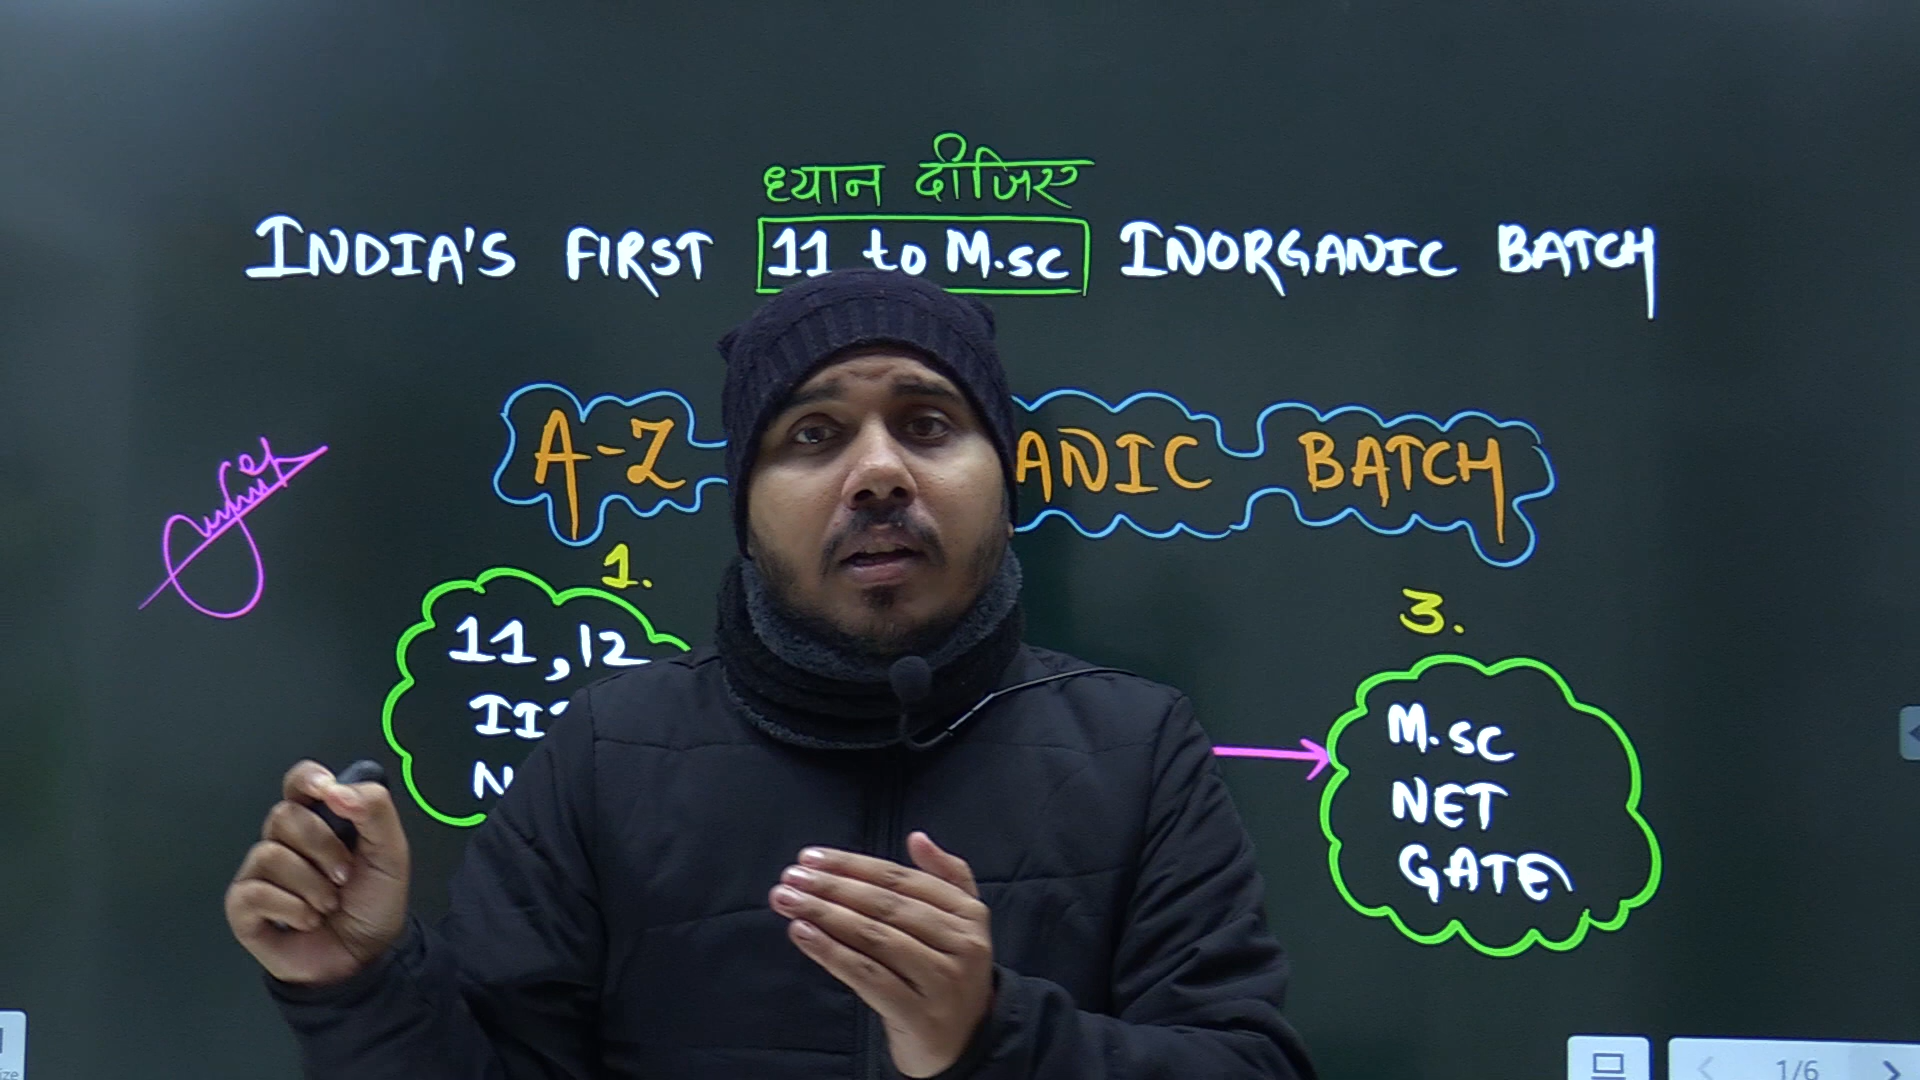 ध्यान दीजिए
INDIA'S FIRST 11 to M.sc INORGANIC BATCH
A-Z ANIC BATCH
1.
11, 12
3.
M.sc
NET
GATE
1/6